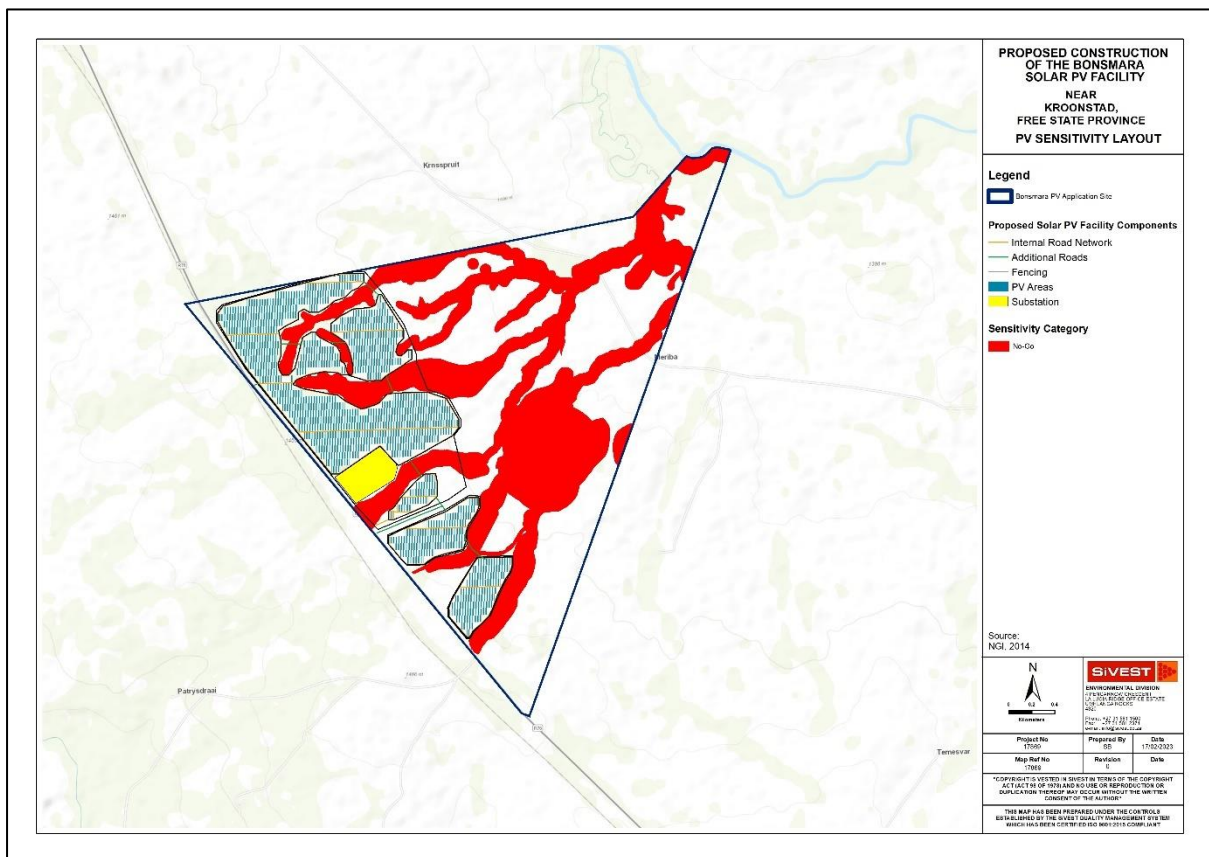 PROPOSED CONSTRUCTION
OF THE BONSMARA
SOLAR PV FACILITY
NEAR
KROONSTAD,
FREE STATE PROVINCE
PV SENSITIVITY LAYOUT
Legend
Bonsmara PV Application Site
Proposed Solar PV Facility Components
Internal Road Network
Additional Roads
Fencing
PV Areas
Substation
Sensitivity Category
No-Go
Source:
NGI, 2014
N
0 0.2 0.4
Kilometers
SiVEST
ENVIRONMENTAL DIVISION
Project No
Prepared By
Date
SB
17/02/2023
Map Ref No
Revision
Date
"COPYRIGHT IS VESTED IN SIVEST IN TERMS OF THE COPYRIGHT
ACT (ACT 98 OF 1978) AND NO USE OR REPRODUCTION OR
DUPLICATION THEREOF MAY OCCUR WITHOUT THE WRITTEN
CONSENT OF THE AUTHOR"
THIS MAP HAS BEEN PREPARED UNDER THE CONTROLS
ESTABLISHED BY THE SIVEST QUALITY MANAGEMENT SYSTEM
WHICH HAS BEEN CERTIFIED ISO 9001:2015 COMPLIANT
Meriba
Patrysdraai
Temesvar